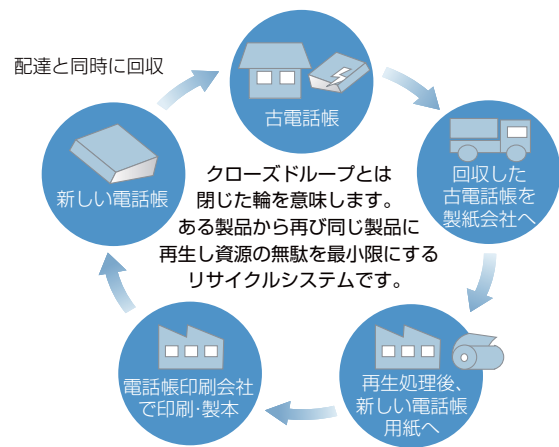 配達と同時に回収
古電話帳
回収した
古電話帳を
製紙会社へ
再生処理後、
新しい電話帳
用紙へ
電話帳印刷会社
で印刷・製本
新しい電話帳
クローズドループとは
閉じた輪を意味します。
ある製品から再び同じ製品に
再生し資源の無駄を最小限にする
リサイクルシステムです。